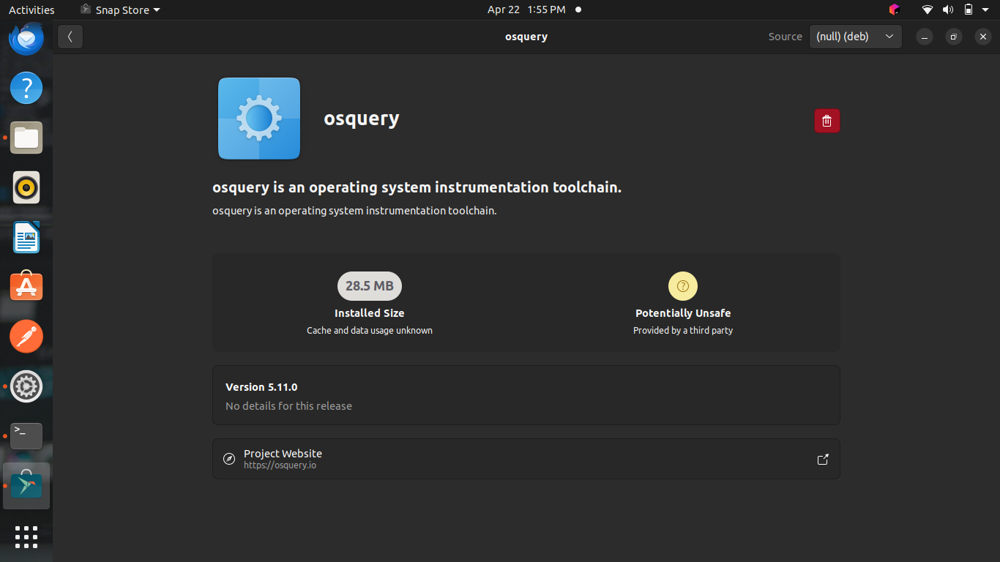 Activities
Snap Store
Apr 22 1:55 PM
osquery
Source
(null) (deb)
osquery
osquery is an operating system instrumentation toolchain.
osquery is an operating system instrumentation toolchain.
28.5 MB
Installed Size
Cache and data usage unknown
?
Potentially Unsafe
Provided by a third party
Version 5.11.0
No details for this release
Project Website
https://osquery.io
?
A
>_